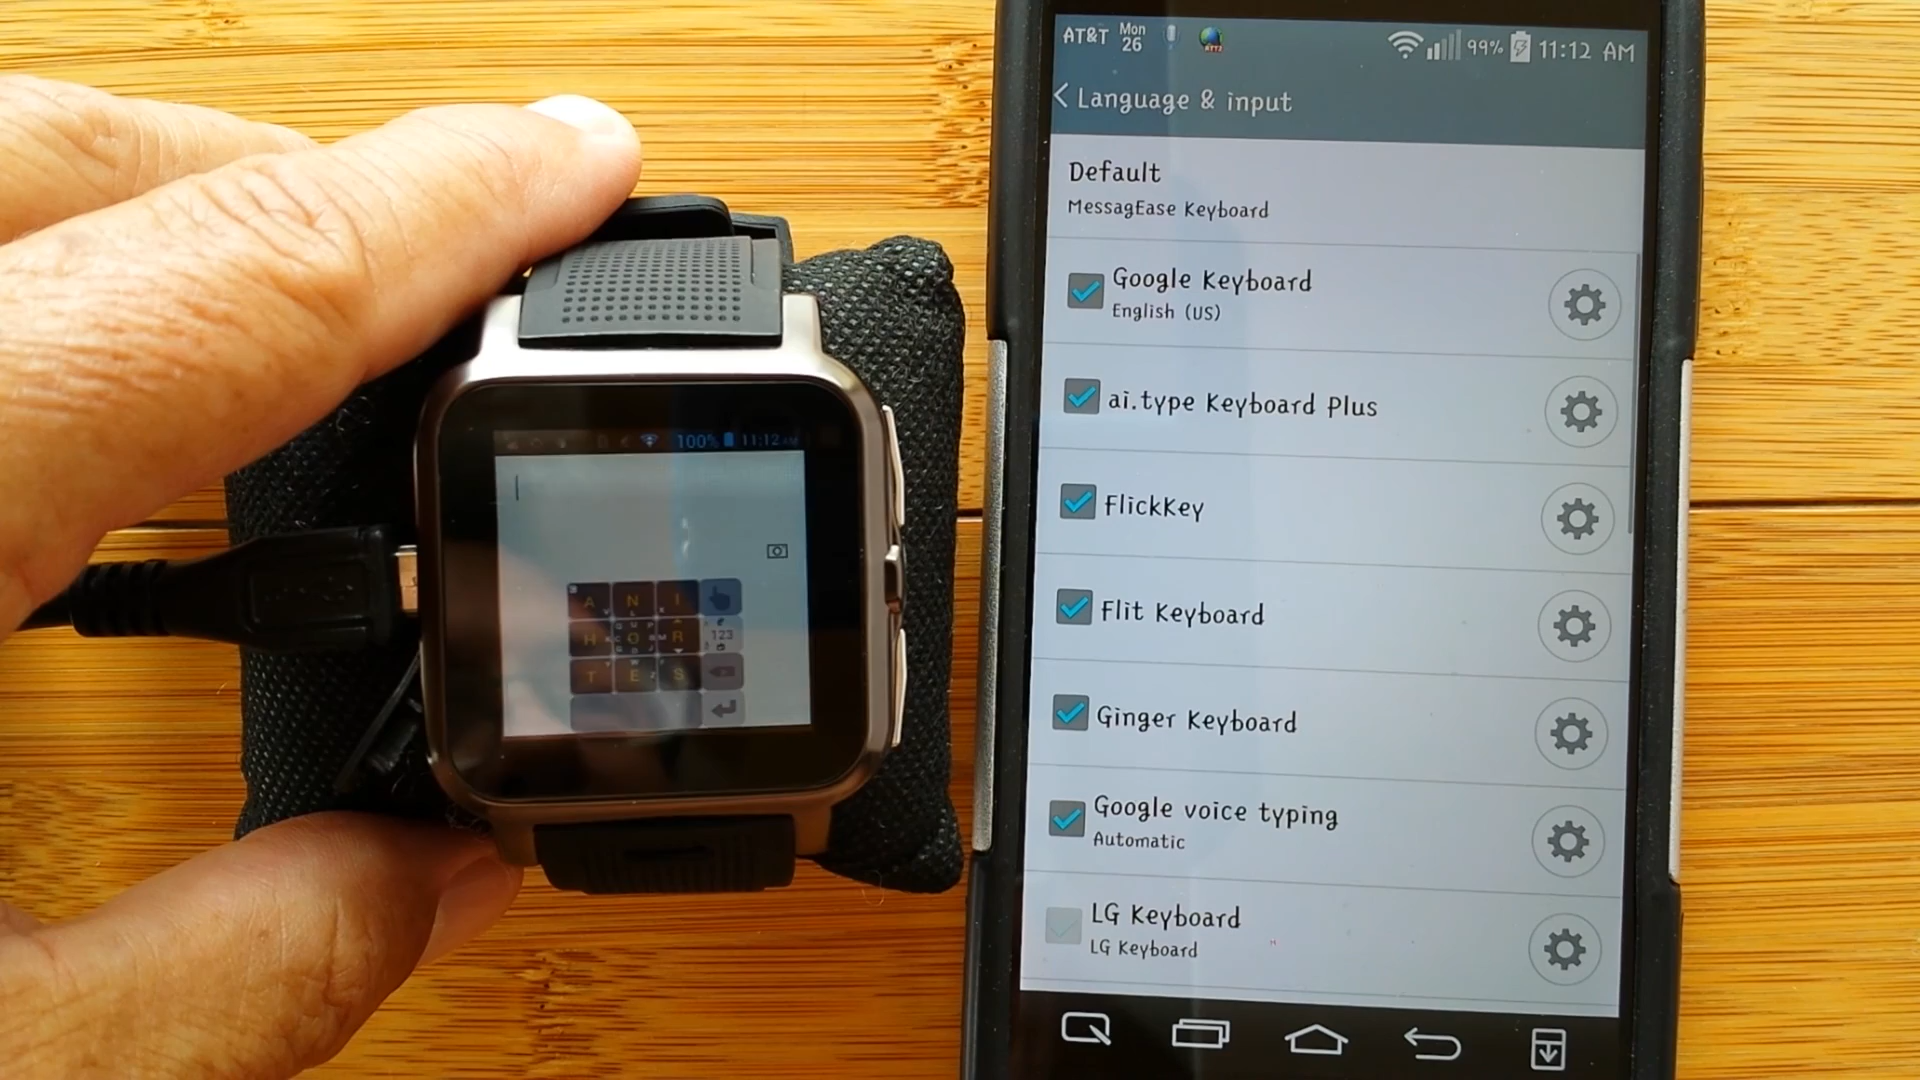 100% 11:12 AM
A N I
H O R 123
T E S
AT&T Mon 26 99% 11:12 AM
Language & input
Default
MessagEase Keyboard
Google Keyboard
English (US)
ai.type Keyboard Plus
FlickKey
Flit Keyboard
Ginger Keyboard
Google voice typing
Automatic
LG Keyboard
LG Keyboard